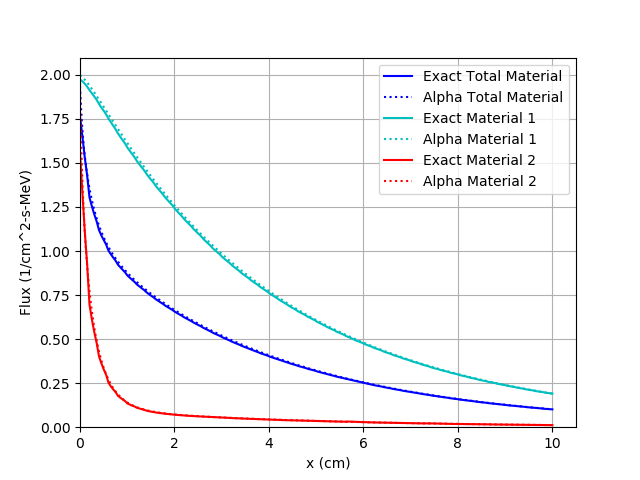 Flux (1/cm^2-s-MeV)
2.00
1.75
1.50
1.25
1.00
0.75
0.50
0.25
0.00
Exact Total Material
Alpha Total Material
Exact Material 1
Alpha Material 1
Exact Material 2
Alpha Material 2
0 2 4 6 8 10
x (cm)